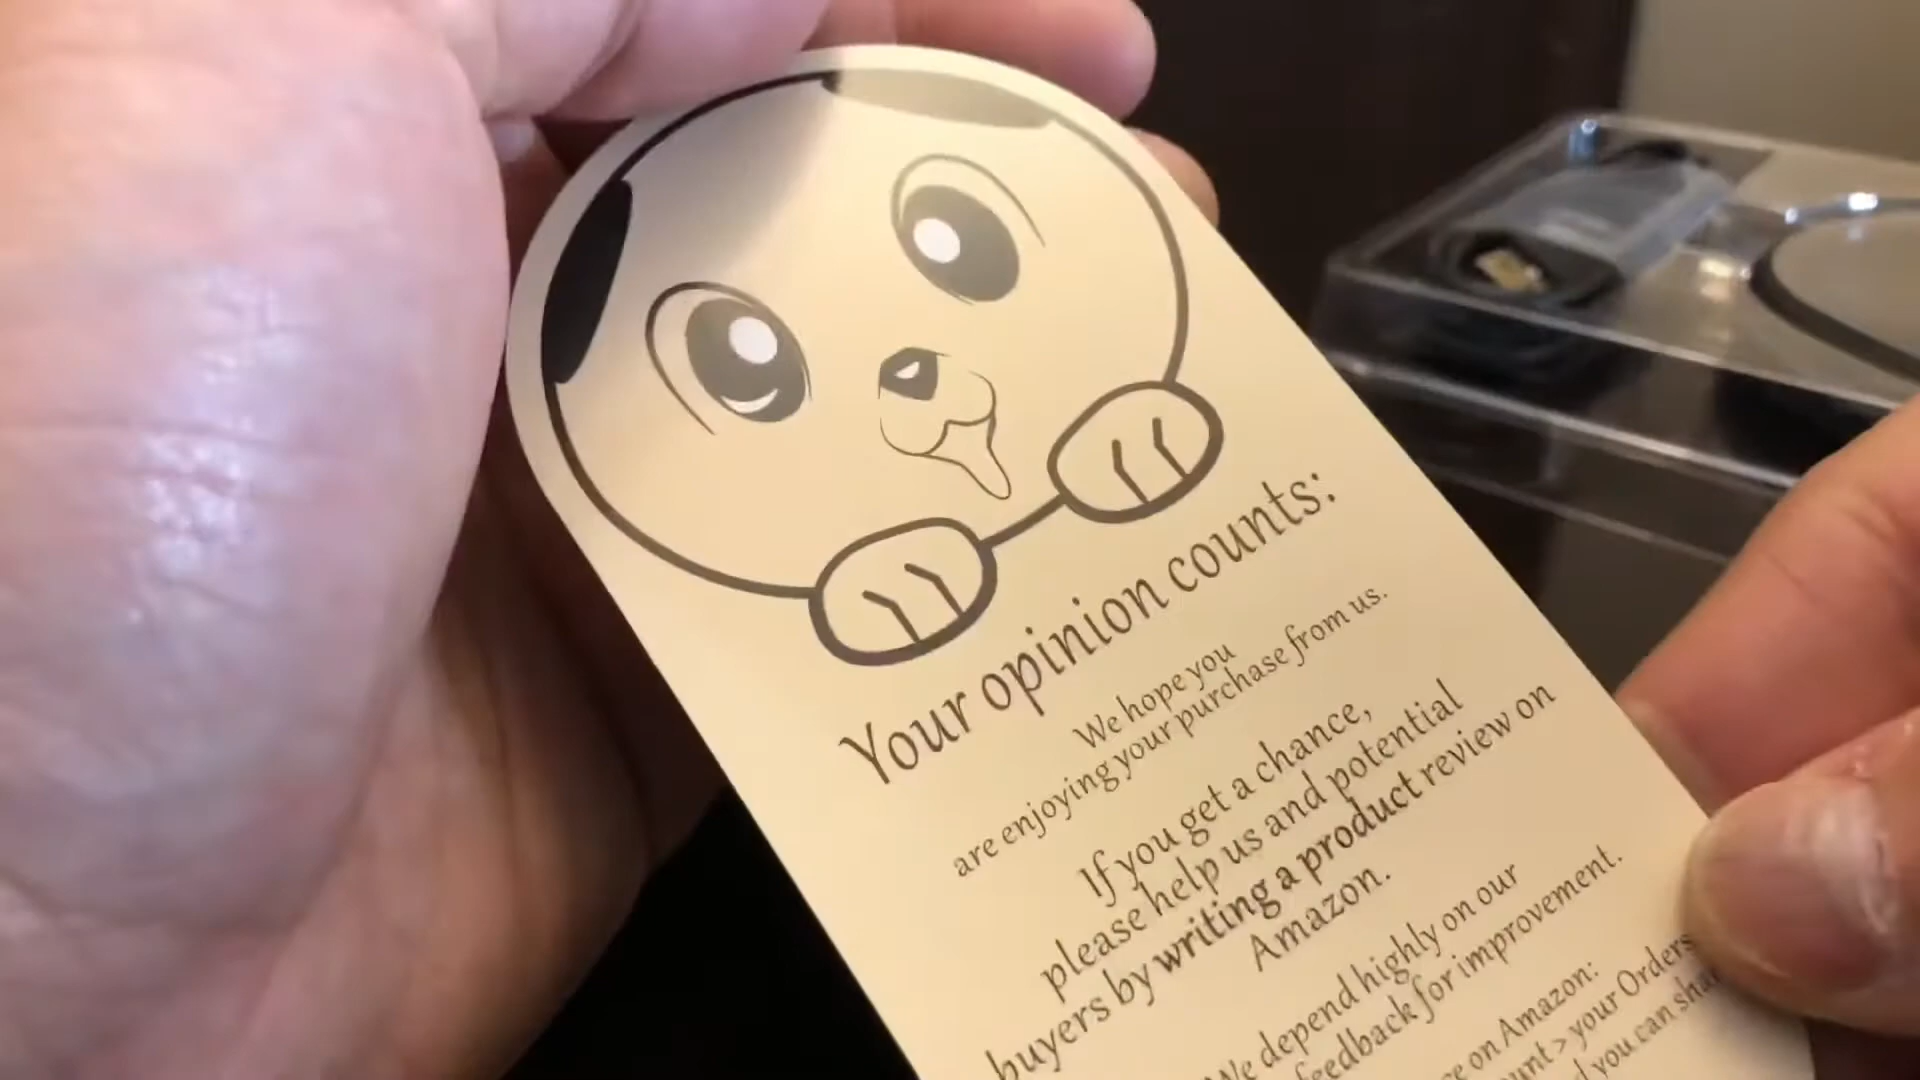 Your opinion counts:
We hope you
are enjoying your purchase from us.
If you get a chance,
please help us and potential
buyers by writing a product review on
Amazon.
We depend highly on our
feedback for improvement.
on Amazon:
> your Orders
you can